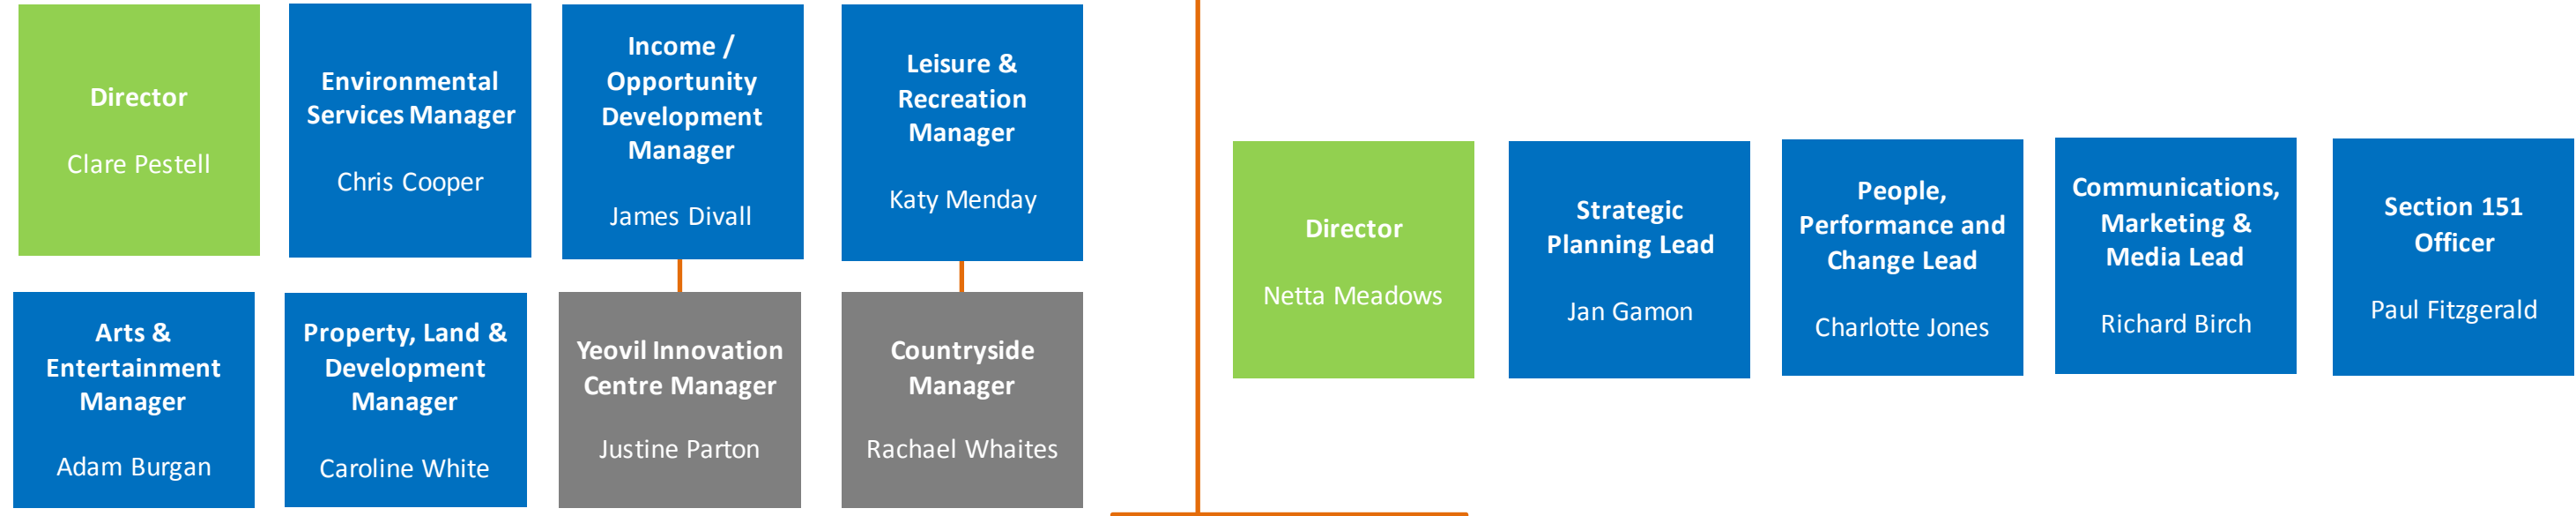 Director
Clare Pestell
Environmental
Services Manager
Chris Cooper
Income /
Opportunity
Development
Manager
James Divall
Leisure &
Recreation
Manager
Katy Menday
Arts &
Entertainment
Manager
Adam Burgan
Property, Land &
Development
Manager
Caroline White
Yeovil Innovation
Centre Manager
Justine Parton
Countryside
Manager
Rachael Whaites
Director
Netta Meadows
Strategic
Planning Lead
Jan Gamon
People,
Performance and
Change Lead
Charlotte Jones
Communications,
Marketing &
Media Lead
Richard Birch
Section 151
Officer
Paul Fitzgerald